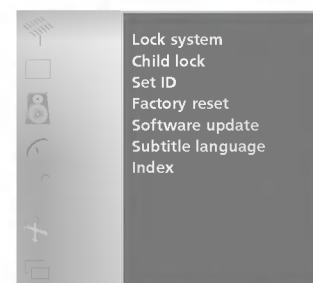 Lock system
Child lock
Set ID
Factory reset
Software update
Subtitle language
Index